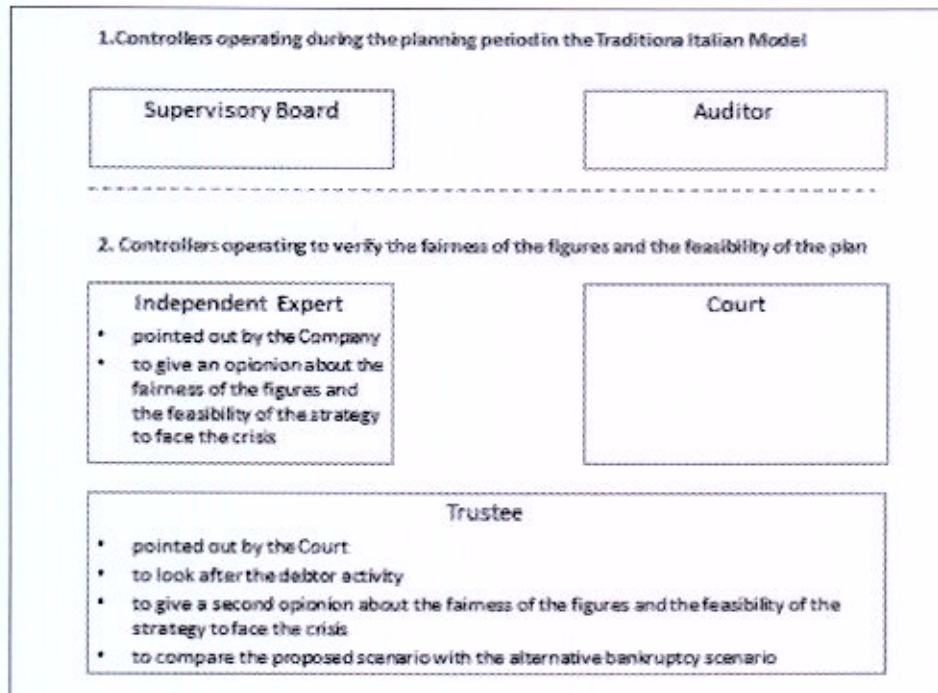 1.Controllers operating during the planning period in the Traditiona Italian Model
Supervisory Board
Auditor
2. Controllers operating to verify the fairness of the figures and the feasibility of the plan
Independent Expert
• pointed out by the Company
• to give an opionion about the
fairness of the figures and
the feasibility of the strategy
to face the crisis
Court
Trustee
• pointed out by the Court
• to look after the debtor activity
• to give a second opionion about the fairness of the figures and the feasibility of the
strategy to face the crisis
• to compare the proposed scenario with the alternative bankruptcy scenario